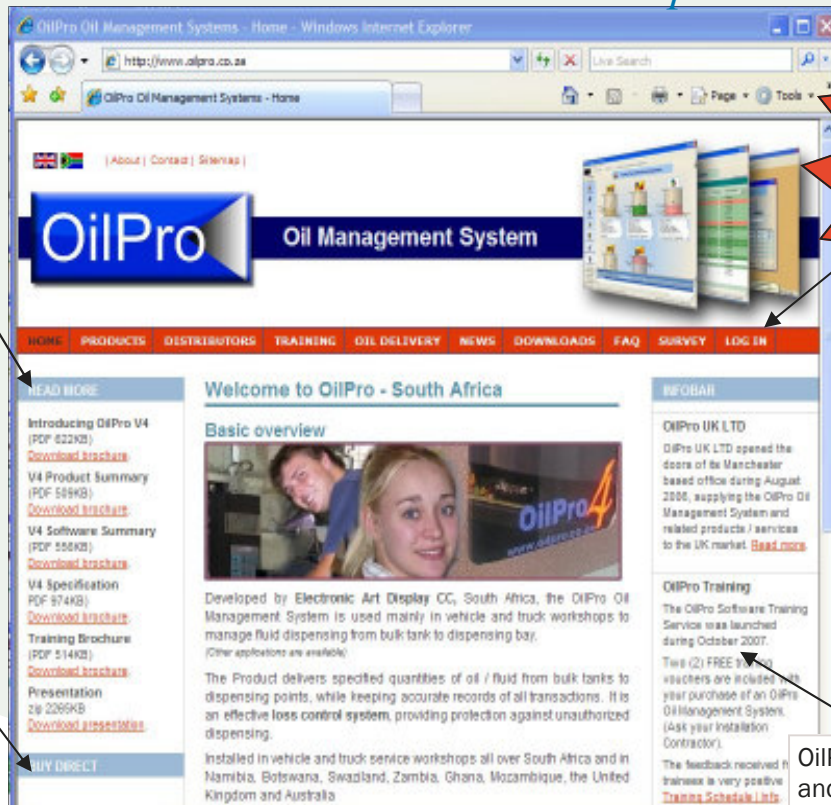 OilPro Oil Management Systems - Home - Windows Internet Explorer
Live Search
OilPro Oil Management Systems - Home
Page
Tools
| About | Contact | Sitemap |
OilPro
Oil Management System
HOME PRODUCTS DISTRIBUTORS TRAINING OIL DELIVERY NEWS DOWNLOADS FAQ SURVEY LOG IN
READ MORE
Introducing OilPro V4
(PDF 622KB)
Download brochure.
V4 Product Summary
(PDF 509KB)
Download brochure.
V4 Software Summary
(PDF 556KB)
Download brochure.
V4 Specification
PDF 974KB)
Download brochure.
Training Brochure
(PDF 514KB)
Download brochure.
Presentation
zip 2265KB
Download presentation.
BUY DIRECT
Welcome to OilPro - South Africa
Basic overview
OilPro 4
Developed by Electronic Art Display CC, South Africa, the OilPro Oil
Management System is used mainly in vehicle and truck workshops to
manage fluid dispensing from bulk tank to dispensing bay.
(Other applications are available)
The Product delivers specified quantities of oil / fluid from bulk tanks to
dispensing points, while keeping accurate records of all transactions. It is
an effective loss control system, providing protection against unauthorized
dispensing.
Installed in vehicle and truck service workshops all over South Africa and in
Namibia, Botswana, Swaziland, Zambia, Ghana, Mozambique, the United
Kingdom and Australia
INFOBAR
OilPro UK LTD
OilPro UK LTD opened the
doors of its Manchester
based office during August
2006, supplying the OilPro Oil
Management System and
related products / services
to the UK market. Read more.
OilPro Training
The OilPro Software Training
Service was launched
during October 2007.
Two (2) FREE training
vouchers are included with
your purchase of an OilPro
Oil Management System.
(Ask your Installation
Contractor).
The feedback received
trainees is very positive
Training Schedule | Info.
and